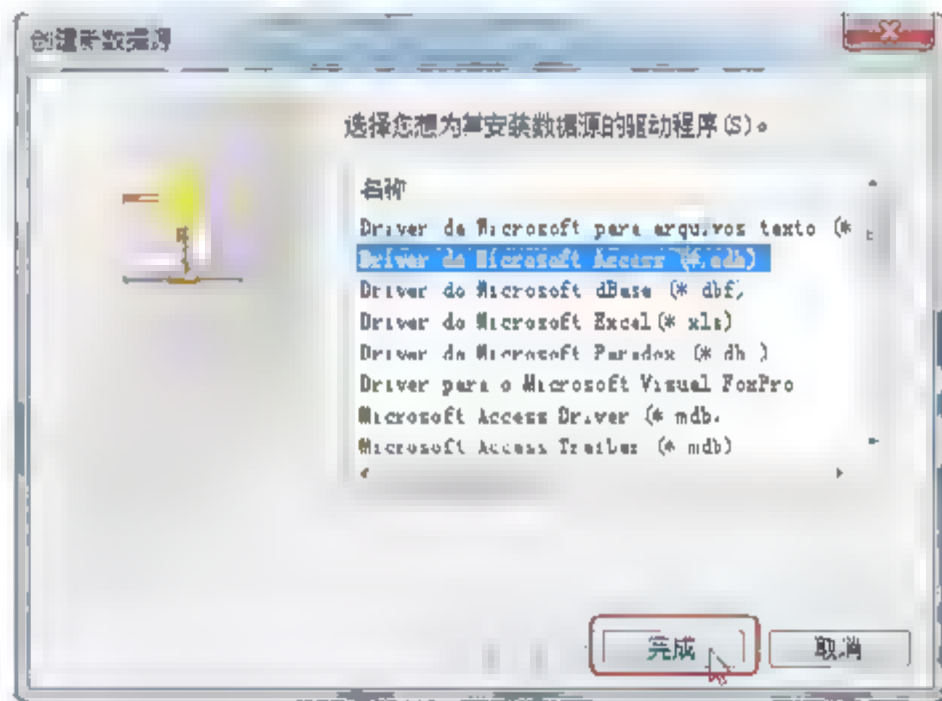 创建新数据源
选择您想为其安装数据源的驱动程序(S)。
名称
Driver da Microsoft para arquivos texto (*
Driver do Microsoft Access (*.mdb)
Driver do Microsoft dBase (*.dbf)
Driver do Microsoft Excel(*.xls)
Driver do Microsoft Paradox (*.db )
Driver para o Microsoft Visual FoxPro
Microsoft Access Driver (*.mdb,
Microsoft Access-Treiber (*.mdb)
完成
取消